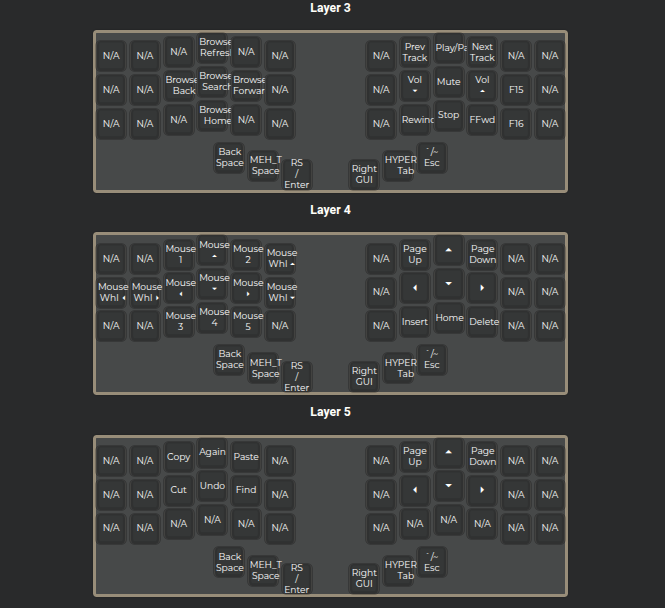 Layer 3
N/A N/A N/A Browse Refresh N/A N/A N/A Prev Track Play/Pa Next Track N/A N/A
N/A N/A Browse Back Browse Search Browse Forwar N/A N/A Vol Mute Vol F15 N/A
N/A N/A N/A Browse Home N/A N/A N/A Rewind Stop FFwd F16 N/A
Back Space MEH_T Space RS / Enter Right GUI HYPER Tab `/~ Esc
Layer 4
N/A N/A Mouse 1 Mouse Mouse 2 Mouse Whl N/A Page Up Page Down N/A N/A
Mouse Whl Mouse Whl Mouse Mouse Mouse Mouse Whl N/A N/A N/A
N/A N/A Mouse 3 Mouse 4 Mouse 5 N/A N/A Insert Home Delete N/A N/A
Back Space MEH_T Space RS / Enter Right GUI HYPER Tab `/~ Esc
Layer 5
N/A N/A Copy Again Paste N/A N/A Page Up Page Down N/A N/A
N/A N/A Cut Undo Find N/A N/A N/A N/A
N/A N/A N/A N/A N/A N/A N/A N/A N/A N/A N/A N/A
Back Space MEH_T Space RS / Enter Right GUI HYPER Tab `/~ Esc